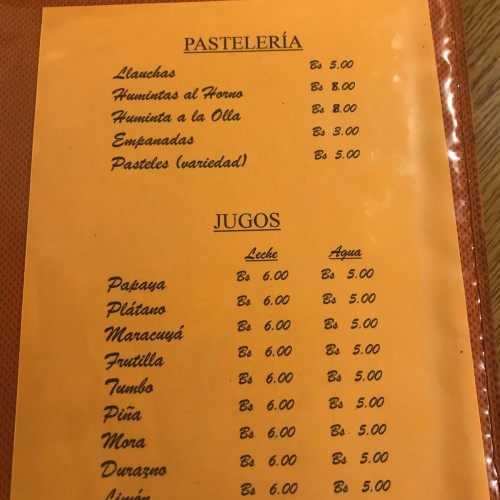 PASTELERÍA
Llauchas Bs 5.00
Humintas al Horno Bs 8.00
Huminta a la Olla Bs 8.00
Empanadas Bs 3.00
Pasteles (variedad) Bs 5.00
JUGOS
Leche Agua
Papaya Bs 6.00 Bs 5.00
Plátano Bs 6.00 Bs 5.00
Maracuyá Bs 6.00 Bs 5.00
Frutilla Bs 6.00 Bs 5.00
Tumbo Bs 6.00 Bs 5.00
Piña Bs 6.00 Bs 5.00
Mora Bs 6.00 Bs 5.00
Durazno Bs 6.00 Bs 5.00
Limón Bs 6.00 Bs 5.00